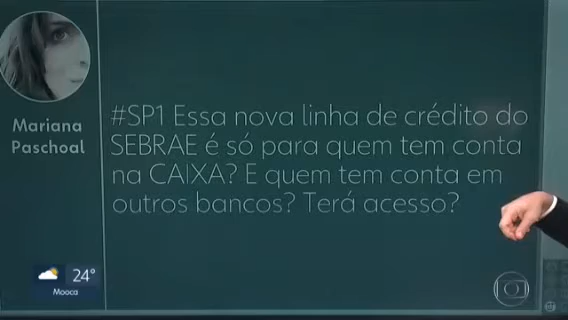 Mariana
Paschoal
#SP1 Essa nova linha de crédito do
SEBRAE é só para quem tem conta
na CAIXA? E quem tem conta em
outros bancos? Terá acesso?
24°
Mooca